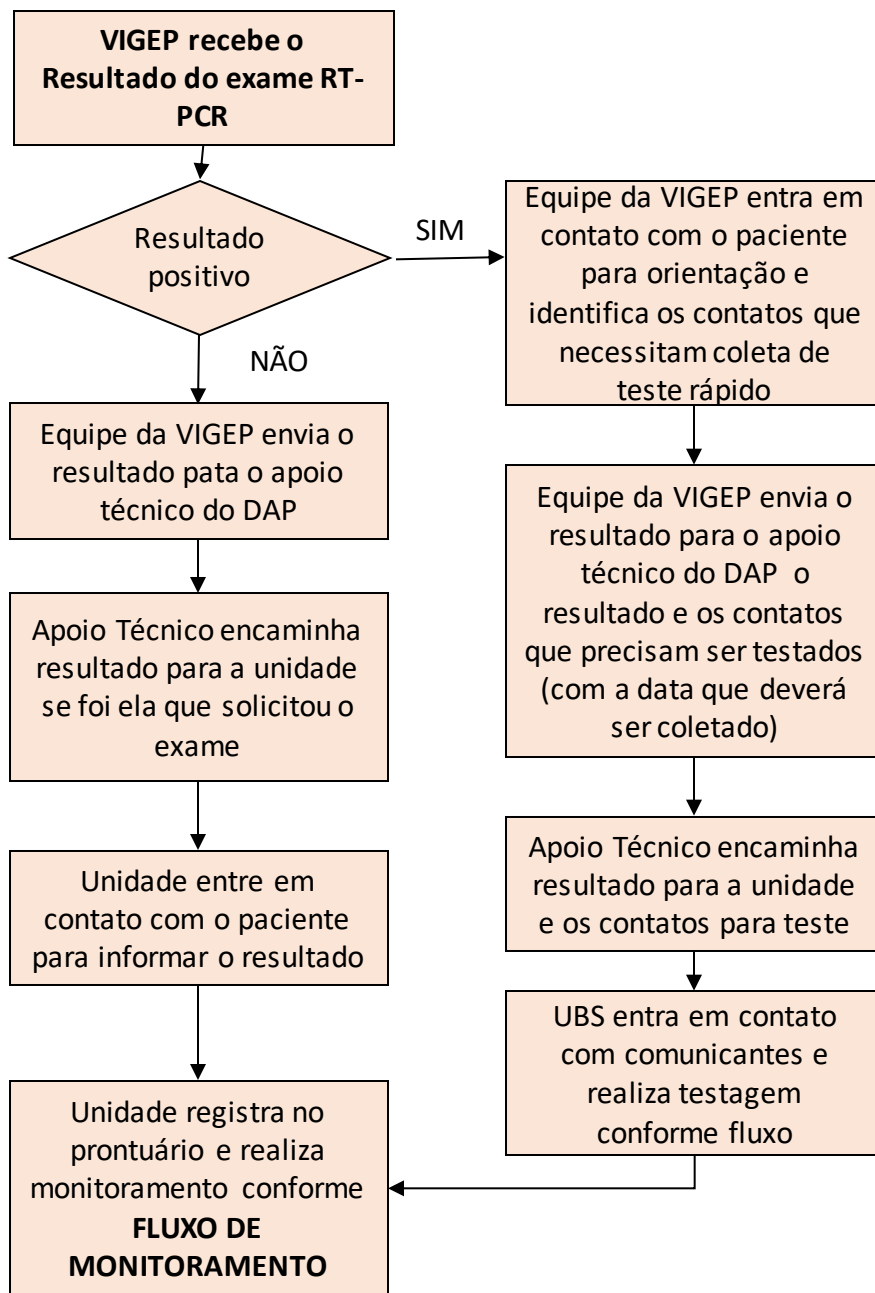 VIGEP recebe o
Resultado do exame RT-
PCR
Resultado
positivo
SIM
NÃO
Equipe da VIGEP entra em
contato com o paciente
para orientação e
identifica os contatos que
necessitam coleta de
teste rápido
Equipe da VIGEP envia o
resultado pata o apoio
técnico do DAP
Equipe da VIGEP envia o
resultado para o apoio
técnico do DAP o
resultado e os contatos
que precisam ser testados
(com a data que deverá
ser coletado)
Apoio Técnico encaminha
resultado para a unidade
se foi ela que solicitou o
exame
Apoio Técnico encaminha
resultado para a unidade
e os contatos para teste
Unidade entre em
contato com o paciente
para informar o resultado
UBS entra em contato
com comunicantes e
realiza testagem
conforme fluxo
Unidade registra no
prontuário e realiza
monitoramento conforme
FLUXO DE
MONITORAMENTO